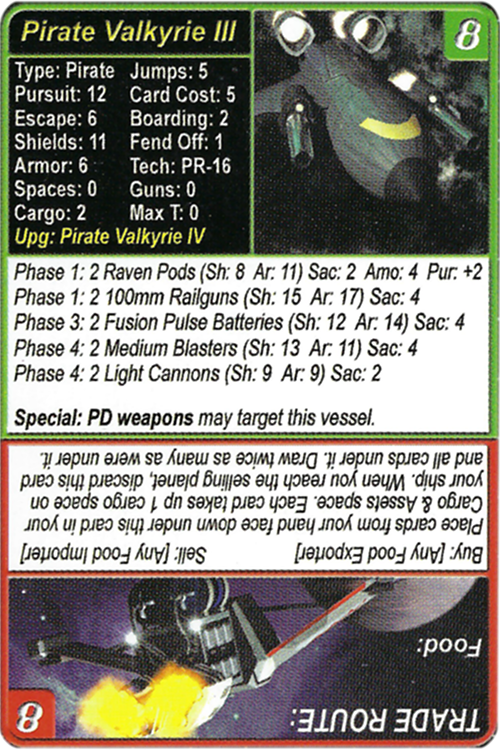 Pirate Valkyrie III
8
Type: Pirate Jumps: 5
Pursuit: 12 Card Cost: 5
Escape: 6 Boarding: 2
Shields: 11 Fend Off: 1
Armor: 6 Tech: PR-16
Spaces: 0 Guns: 0
Cargo: 2 Max T: 0
Upg: Pirate Valkyrie IV
Phase 1: 2 Raven Pods (Sh: 8 Ar: 11) Sac: 2 Amo: 4 Pur: +2
Phase 1: 2 100mm Railguns (Sh: 15 Ar: 17) Sac: 4
Phase 3: 2 Fusion Pulse Batteries (Sh: 12 Ar: 14) Sac: 4
Phase 4: 2 Medium Blasters (Sh: 13 Ar: 11) Sac: 4
Phase 4: 2 Light Cannons (Sh: 9 Ar: 9) Sac: 2
Special: PD weapons may target this vessel.
TRADE ROUTE:
8
Food:
Buy: [Any Food Exporter] Sell: [Any Food Importer]
Place cards from your hand face down under this card in your
Cargo & Assets space. Each card takes up 1 cargo space on
your ship. When you reach the selling planet, discard this card
and all cards under it. Draw twice as many as were under it.